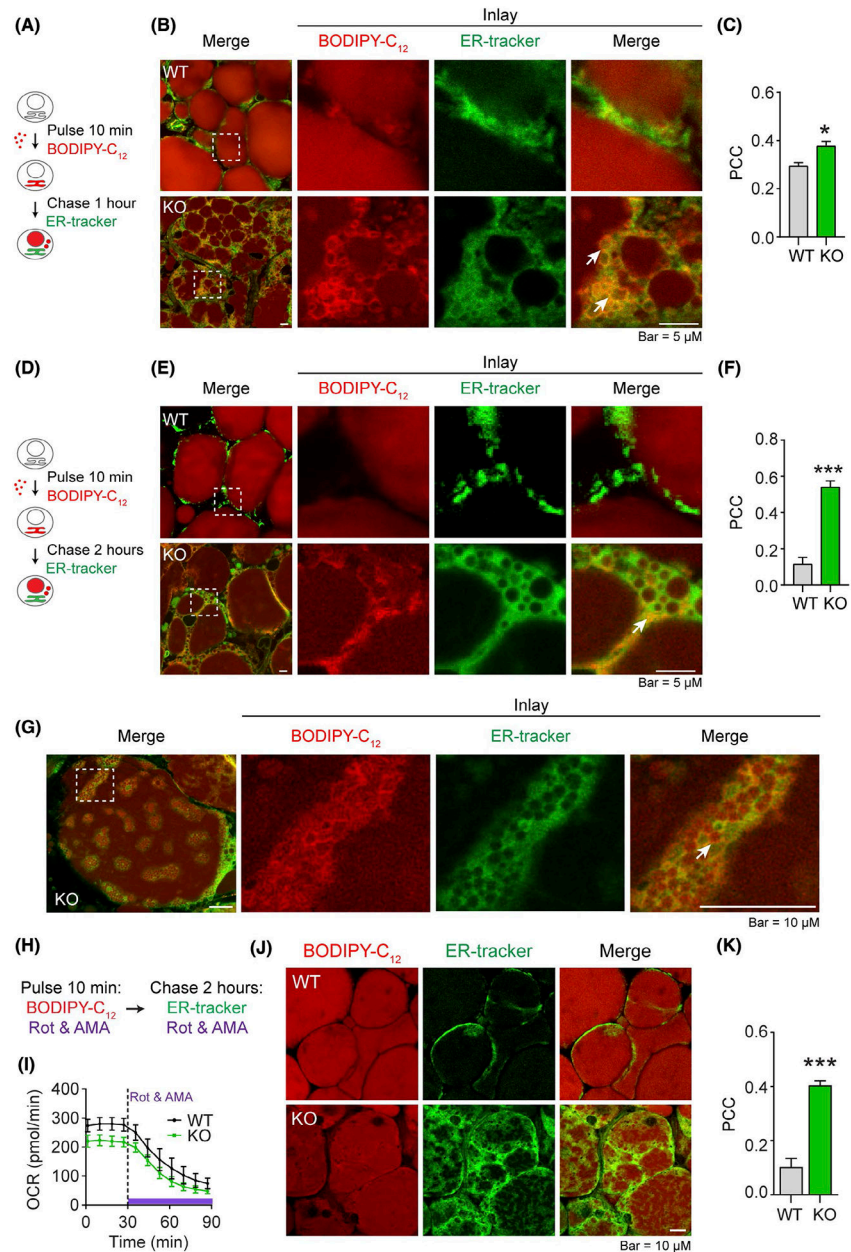 (A)
Pulse 10 min
BODIPY-C12
Chase 1 hour
ER-tracker
(B)
Inlay
Merge BODIPY-C12 ER-tracker Merge
WT
KO
Bar = 5 µM
(C)
PCC
0.6
0.4
0.2
0.0
*
WT KO
(D)
Pulse 10 min
BODIPY-C12
Chase 2 hours
ER-tracker
(E)
Inlay
Merge BODIPY-C12 ER-tracker Merge
WT
KO
Bar = 5 µM
(F)
PCC
0.8
0.6
0.4
0.2
0.0
***
WT KO
(G)
Inlay
Merge BODIPY-C12 ER-tracker Merge
KO
Bar = 10 µM
(H)
Pulse 10 min: Chase 2 hours:
BODIPY-C12 ER-tracker
Rot & AMA Rot & AMA
(I)
OCR (pmol/min)
400
300
200
100
0
Rot & AMA
WT
KO
0 30 60 90
Time (min)
(J)
BODIPY-C12 ER-tracker Merge
WT
KO
Bar = 10 µM
(K)
PCC
0.6
0.4
0.2
0.0
***
WT KO